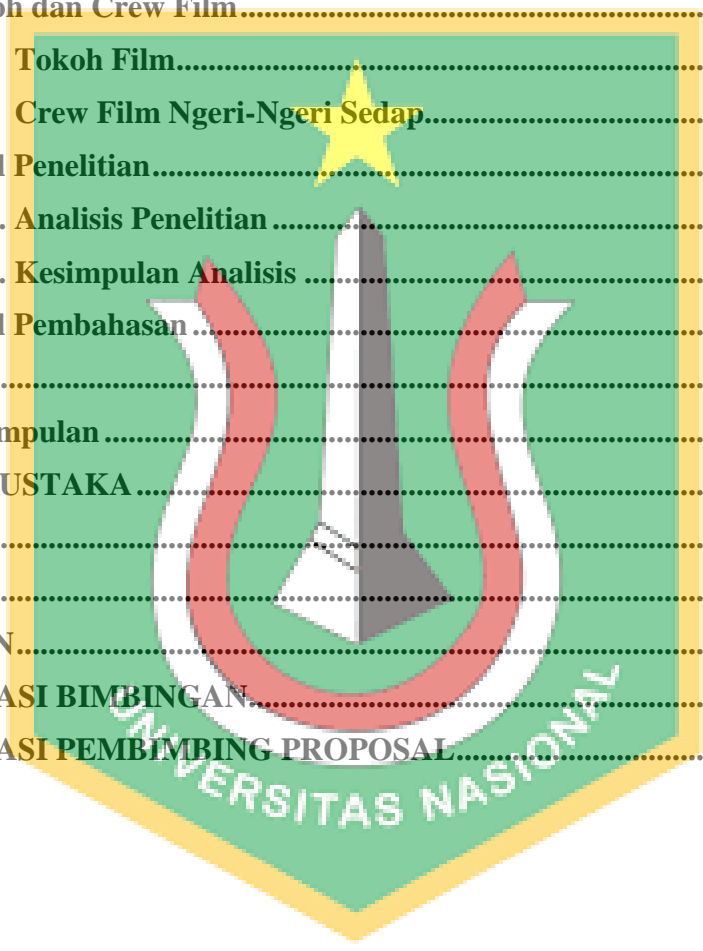 oh dan Crew Film........................................
Tokoh Film........................................
Crew Film Ngeri-Ngeri Sedap........................................
l Penelitian........................................
. Analisis Penelitian........................................
. Kesimpulan Analisis........................................
l Pembahasan........................................
........................................
mpulan........................................
USTAKA........................................
........................................
........................................
N........................................
ASI BIMBINGAN........................................
ASI PEMBIMBING PROPOSAL........................................
UNIVERSITAS NASIONAL